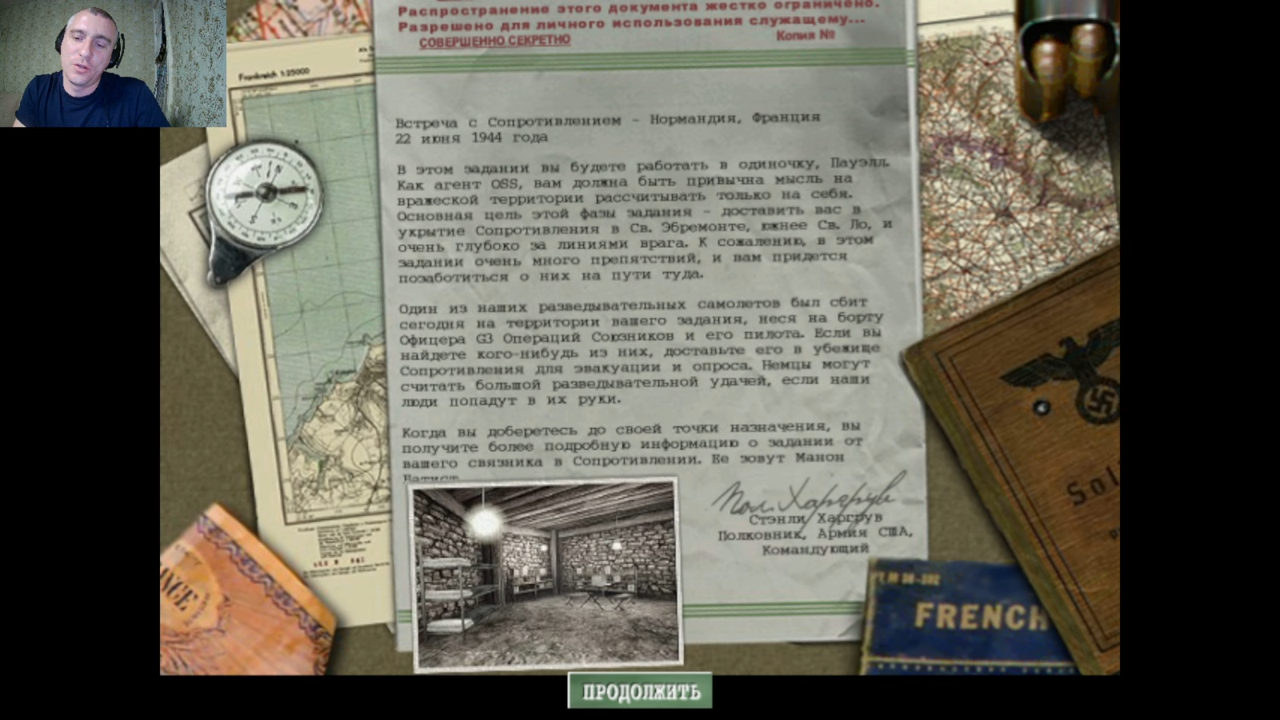 Распространение этого документа жестко ограничено.
Разрешено для личного использования служащему...
СОВЕРШЕННО СЕКРЕТНО
Копия №
Frankreich 1:25000
Встреча с Сопротивлением - Нормандия, Франция
22 июня 1944 года
В этом задании вы будете работать в одиночку, Пауэлл.
Как агент OSS, вам должна быть привычна мысль на
вражеской территории рассчитывать только на себя.
Основная цель этой фазы задания - доставить вас в
укрытие Сопротивления в Св. Эбремонте, южнее Св. Ло, и
очень глубоко за линиями врага. К сожалению, в этом
задании очень много препятствий, и вам придется
позаботиться о них на пути туда.
Один из наших разведывательных самолетов был сбит
сегодня на территории вашего задания, неся на борту
Офицера G3 Операций Союзников и его пилота. Если вы
найдете кого-нибудь из них, доставьте его в убежище
Сопротивления для эвакуации и опроса. Немцы могут
считать большой разведывательной удачей, если наши
люди попадут в их руки.
Когда вы доберетесь до своей точки назначения, вы
получите более подробную информацию о задании от
вашего связника в Сопротивлении. Ее зовут Манон
Пол Харгрув
Стэнли Харгрув
Полковник, Армия США,
Командующий
Sol
FRENCH
ПРОДОЛЖИТЬ